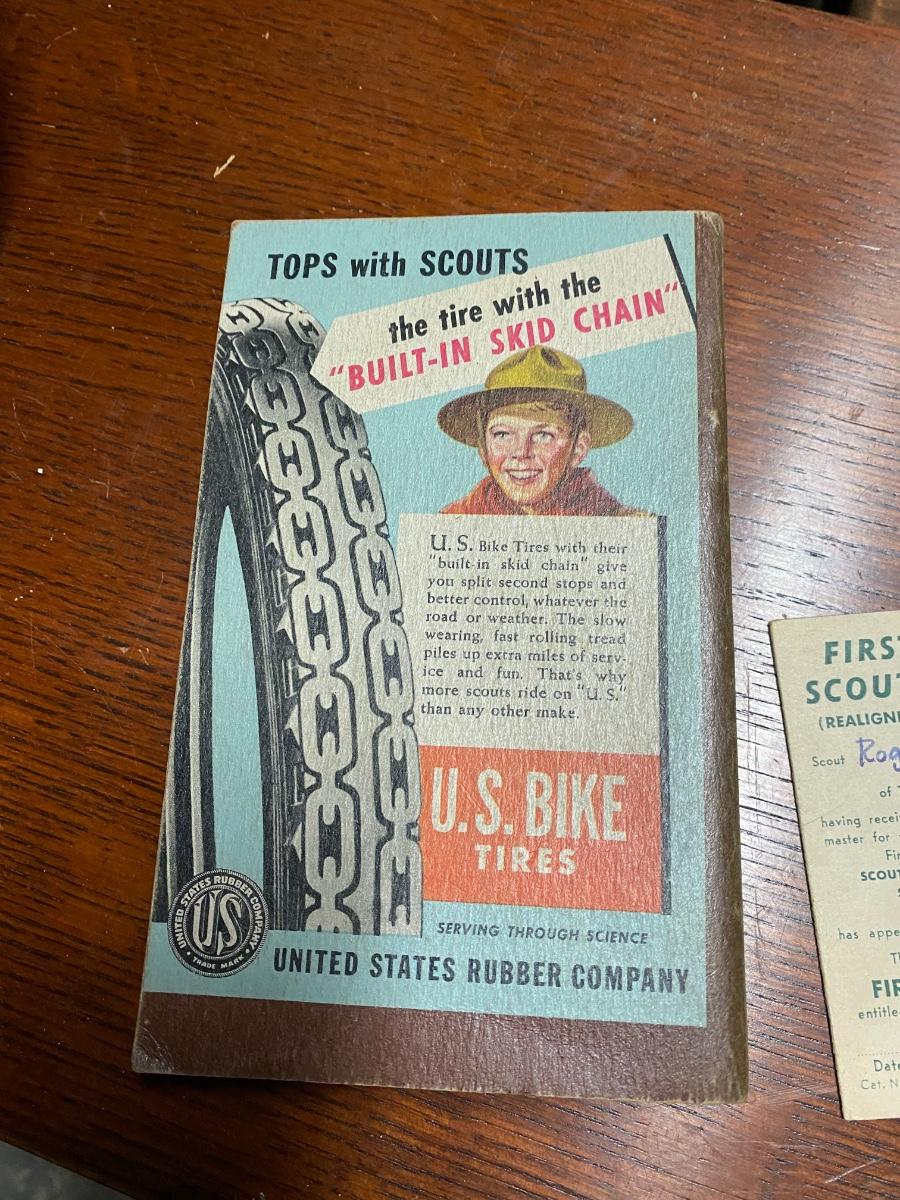 TOPS with SCOUTS
the tire with the
"BUILT-IN SKID CHAIN"
U.S. Bike Tires with their
"built-in skid chain" give
you split second stops and
better control, whatever the
road or weather. The slow
wearing, fast rolling tread
piles up extra miles of serv-
ice and fun. That's why
more scouts ride on "U.S."
than any other make.
U.S. BIKE
TIRES
UNITED STATES RUBBER COMPANY
US
TRADE MARK
SERVING THROUGH SCIENCE
UNITED STATES RUBBER COMPANY
FIRST
SCOUT
(REALIGNE
Scout Rog
of T
having recei
master for
Fir
SCOUT
S
has appe
TH
FIR
entitle
Date
Cat. N